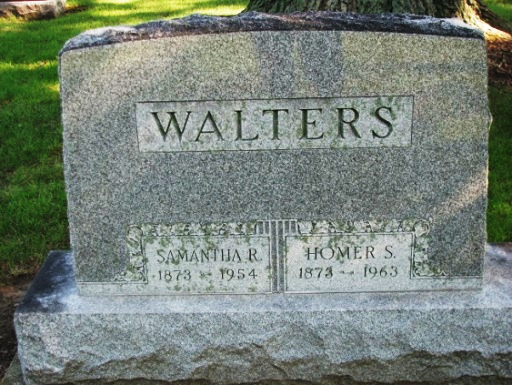 WALTERS
SAMANTHA R.
1873 - 1954
HOMER S.
1873 - 1963